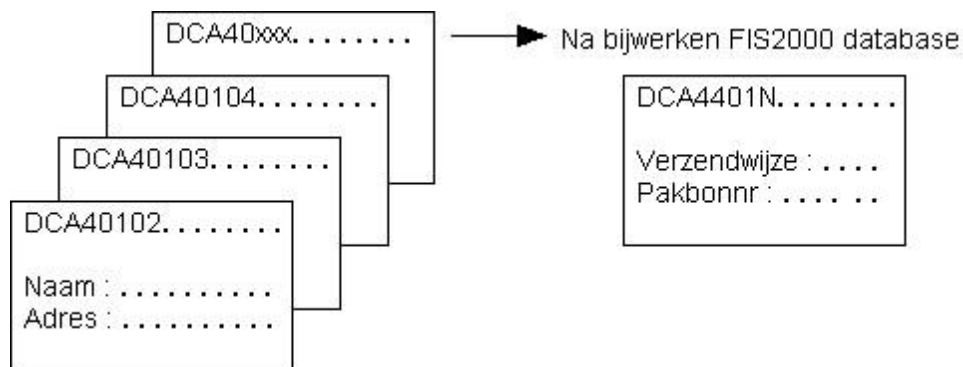 DCA40xxx........
Na bijwerken FIS2000 database
DCA40104........
DCA40103........
DCA40102........
Naam : ..........
Adres : ..........
DCA4401N........
Verzendwijze : ....
Pakbonnr : .... ..